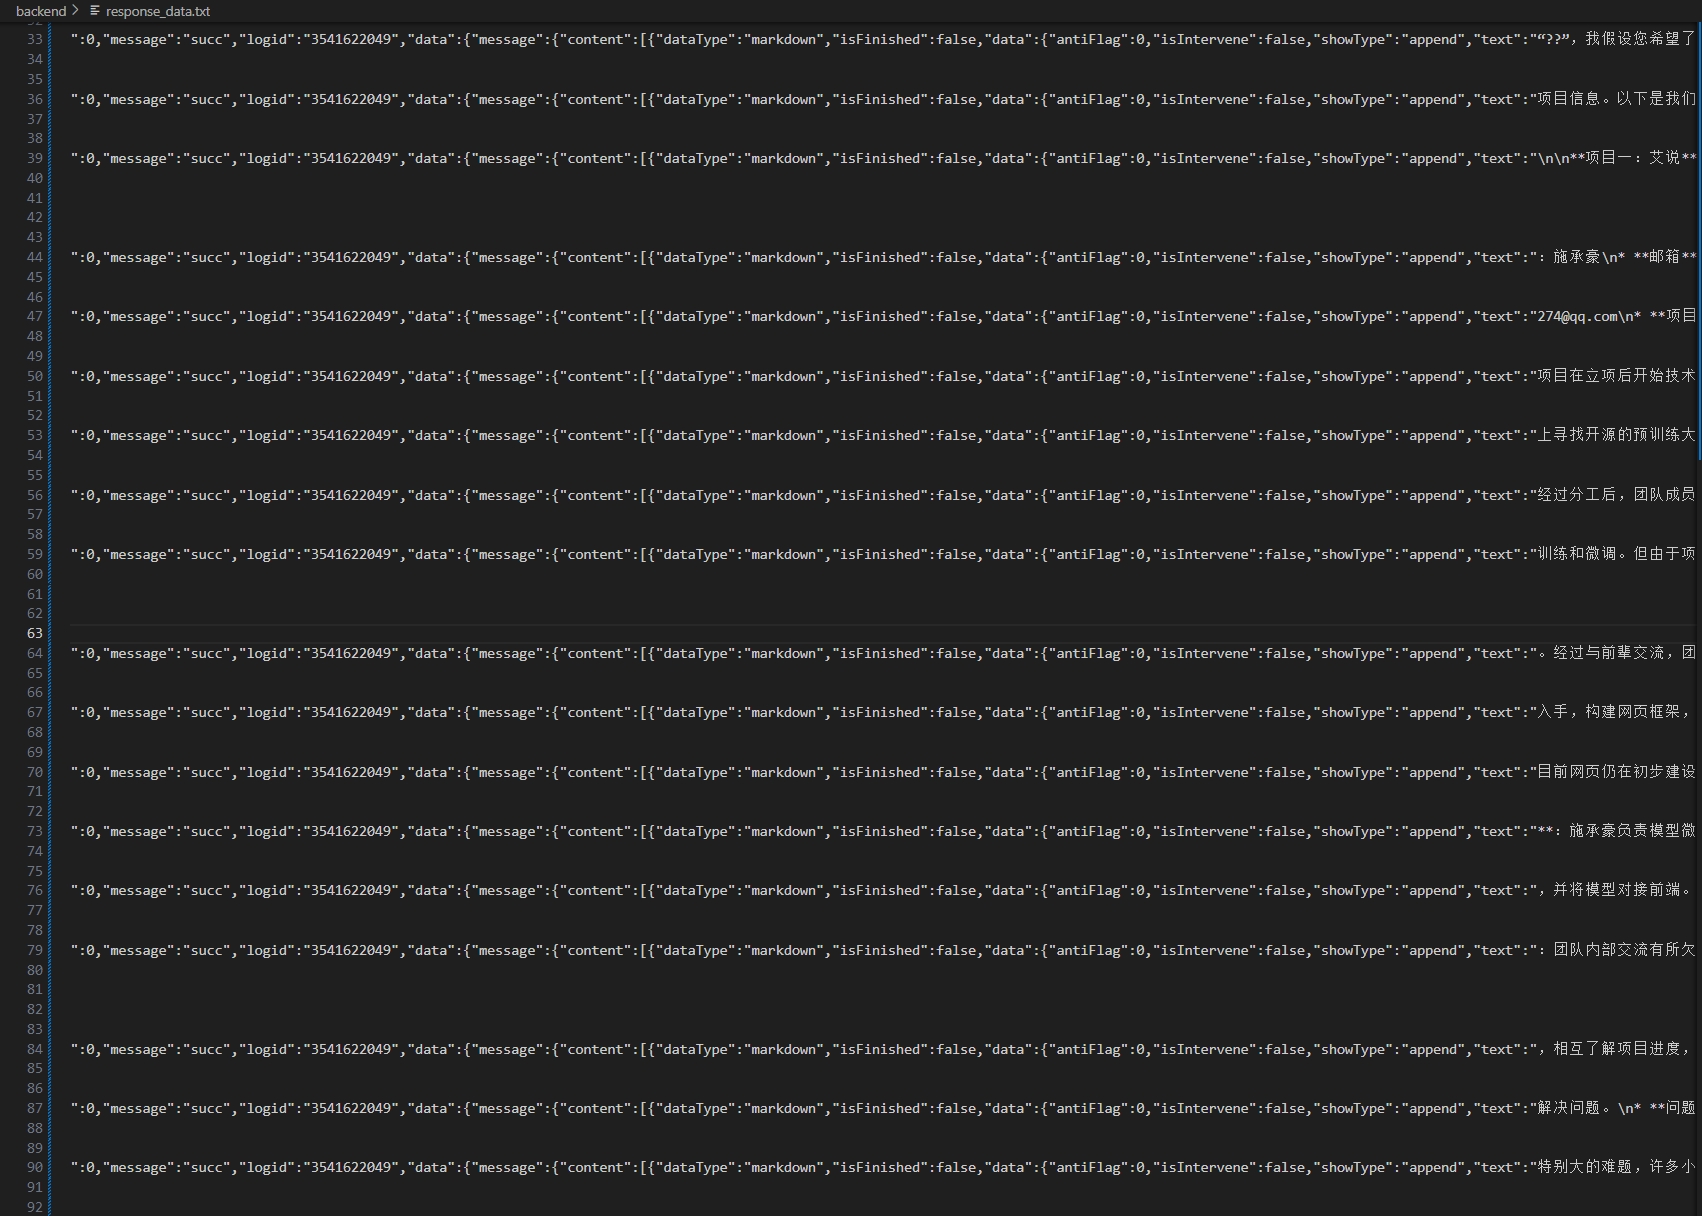 backend > response_data.txt
32
33 ":0,"message":"succ","logid":"3541622049","data":{"message":{"content":[{"dataType":"markdown","isFinished":false,"data":{"antiFlag":0,"isIntervene":false,"showType":"append","text":"“??”，我假设您希望了
34
35
36 ":0,"message":"succ","logid":"3541622049","data":{"message":{"content":[{"dataType":"markdown","isFinished":false,"data":{"antiFlag":0,"isIntervene":false,"showType":"append","text":"项目信息。以下是我们
37
38
39 ":0,"message":"succ","logid":"3541622049","data":{"message":{"content":[{"dataType":"markdown","isFinished":false,"data":{"antiFlag":0,"isIntervene":false,"showType":"append","text":"\n\n**项目一：艾说**
40
41
42
43
44 ":0,"message":"succ","logid":"3541622049","data":{"message":{"content":[{"dataType":"markdown","isFinished":false,"data":{"antiFlag":0,"isIntervene":false,"showType":"append","text":"：施承豪\n* **邮箱**
45
46
47 ":0,"message":"succ","logid":"3541622049","data":{"message":{"content":[{"dataType":"markdown","isFinished":false,"data":{"antiFlag":0,"isIntervene":false,"showType":"append","text":"274@qq.com\n* **项目
48
49
50 ":0,"message":"succ","logid":"3541622049","data":{"message":{"content":[{"dataType":"markdown","isFinished":false,"data":{"antiFlag":0,"isIntervene":false,"showType":"append","text":"项目在立项后开始技术
51
52
53 ":0,"message":"succ","logid":"3541622049","data":{"message":{"content":[{"dataType":"markdown","isFinished":false,"data":{"antiFlag":0,"isIntervene":false,"showType":"append","text":"上寻找开源的预训练大
54
55
56 ":0,"message":"succ","logid":"3541622049","data":{"message":{"content":[{"dataType":"markdown","isFinished":false,"data":{"antiFlag":0,"isIntervene":false,"showType":"append","text":"经过分工后，团队成员
57
58
59 ":0,"message":"succ","logid":"3541622049","data":{"message":{"content":[{"dataType":"markdown","isFinished":false,"data":{"antiFlag":0,"isIntervene":false,"showType":"append","text":"训练和微调。但由于项
60
61
62
63
64 ":0,"message":"succ","logid":"3541622049","data":{"message":{"content":[{"dataType":"markdown","isFinished":false,"data":{"antiFlag":0,"isIntervene":false,"showType":"append","text":"。经过与前辈交流，团
65
66
67 ":0,"message":"succ","logid":"3541622049","data":{"message":{"content":[{"dataType":"markdown","isFinished":false,"data":{"antiFlag":0,"isIntervene":false,"showType":"append","text":"入手，构建网页框架，
68
69
70 ":0,"message":"succ","logid":"3541622049","data":{"message":{"content":[{"dataType":"markdown","isFinished":false,"data":{"antiFlag":0,"isIntervene":false,"showType":"append","text":"目前网页仍在初步建设
71
72
73 ":0,"message":"succ","logid":"3541622049","data":{"message":{"content":[{"dataType":"markdown","isFinished":false,"data":{"antiFlag":0,"isIntervene":false,"showType":"append","text":"**：施承豪负责模型微
74
75
76 ":0,"message":"succ","logid":"3541622049","data":{"message":{"content":[{"dataType":"markdown","isFinished":false,"data":{"antiFlag":0,"isIntervene":false,"showType":"append","text":"，并将模型对接前端。
77
78
79 ":0,"message":"succ","logid":"3541622049","data":{"message":{"content":[{"dataType":"markdown","isFinished":false,"data":{"antiFlag":0,"isIntervene":false,"showType":"append","text":"：团队内部交流有所欠
80
81
82
83
84 ":0,"message":"succ","logid":"3541622049","data":{"message":{"content":[{"dataType":"markdown","isFinished":false,"data":{"antiFlag":0,"isIntervene":false,"showType":"append","text":"，相互了解项目进度，
85
86
87 ":0,"message":"succ","logid":"3541622049","data":{"message":{"content":[{"dataType":"markdown","isFinished":false,"data":{"antiFlag":0,"isIntervene":false,"showType":"append","text":"解决问题。\n* **问题
88
89
90 ":0,"message":"succ","logid":"3541622049","data":{"message":{"content":[{"dataType":"markdown","isFinished":false,"data":{"antiFlag":0,"isIntervene":false,"showType":"append","text":"特别大的难题，许多小
91
92